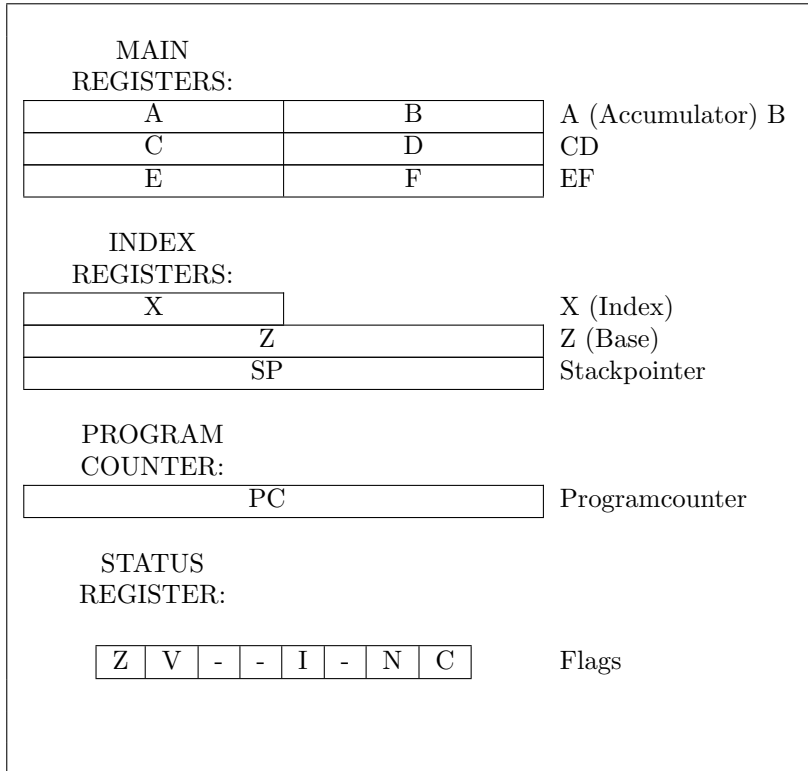 MAIN
REGISTERS:
A B A (Accumulator) B
C D CD
E F EF
INDEX
REGISTERS:
X X (Index)
Z Z (Base)
SP Stackpointer
PROGRAM
COUNTER:
PC Programcounter
STATUS
REGISTER:
Z V - - I - N C Flags